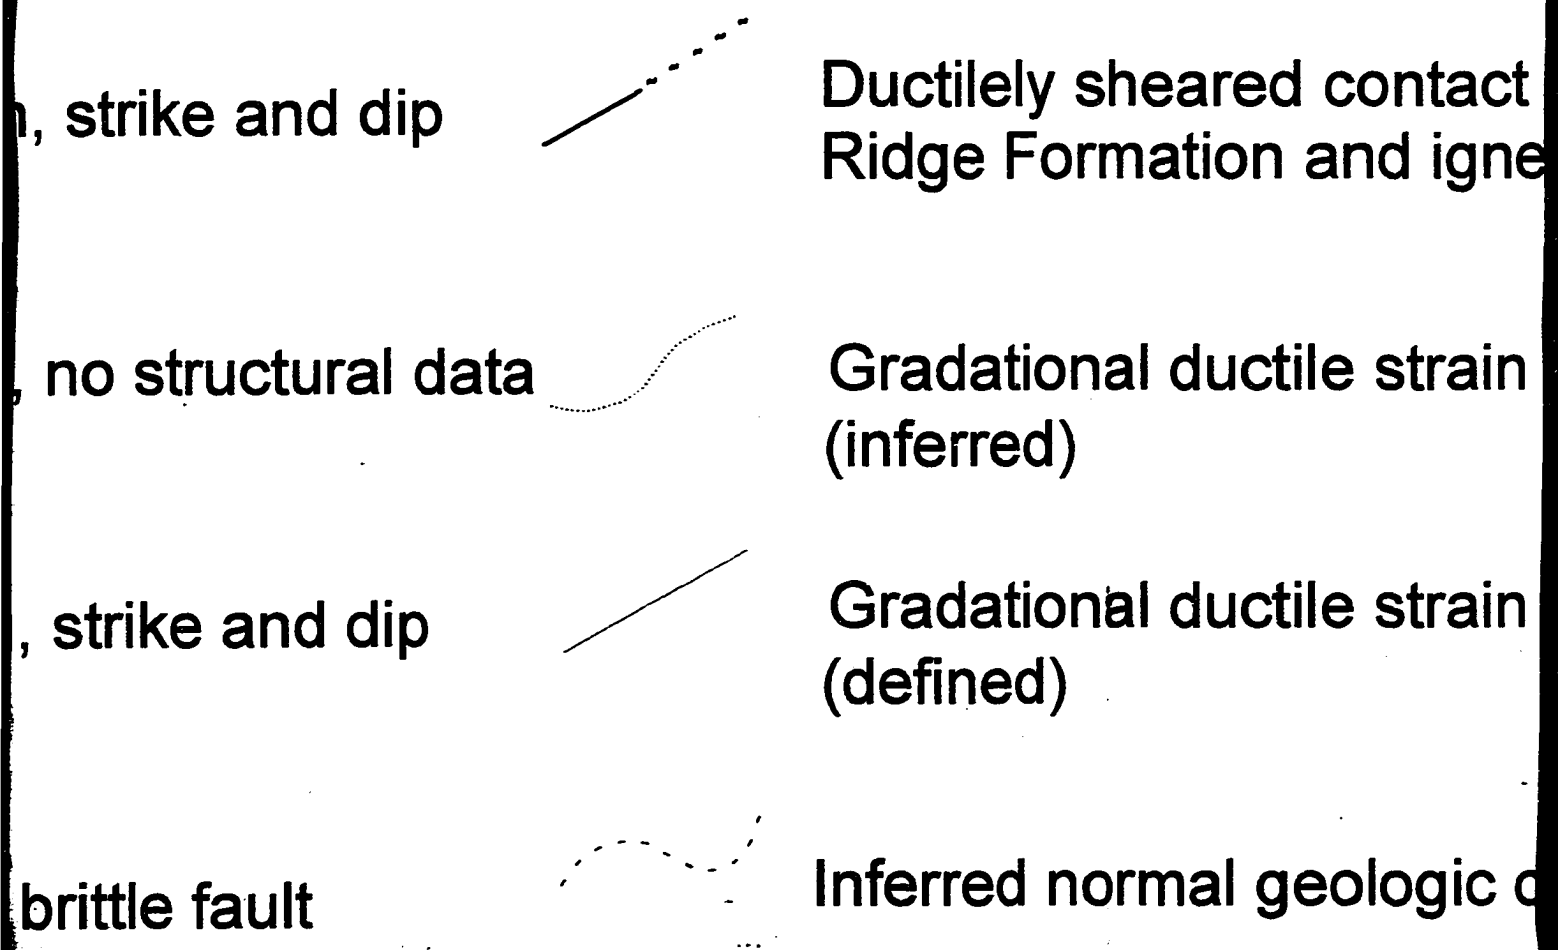 , strike and dip
Ductilely sheared contact
Ridge Formation and igne
, no structural data
Gradational ductile strain
(inferred)
, strike and dip
Gradational ductile strain
(defined)
brittle fault
Inferred normal geologic